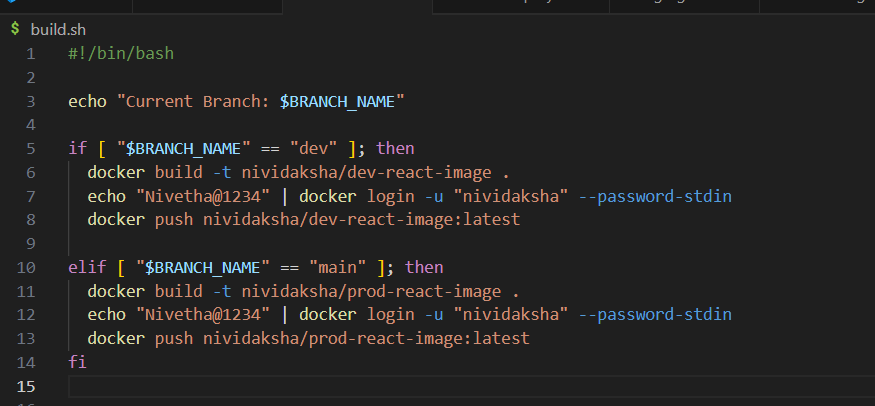 $ build.sh
1 #!/bin/bash
2
3 echo "Current Branch: $BRANCH_NAME"
4
5 if [ "$BRANCH_NAME" == "dev" ]; then
6 docker build -t nividaksha/dev-react-image .
7 echo "Nivetha@1234" | docker login -u "nividaksha" --password-stdin
8 docker push nividaksha/dev-react-image:latest
9
10 elif [ "$BRANCH_NAME" == "main" ]; then
11 docker build -t nividaksha/prod-react-image .
12 echo "Nivetha@1234" | docker login -u "nividaksha" --password-stdin
13 docker push nividaksha/prod-react-image:latest
14 fi
15